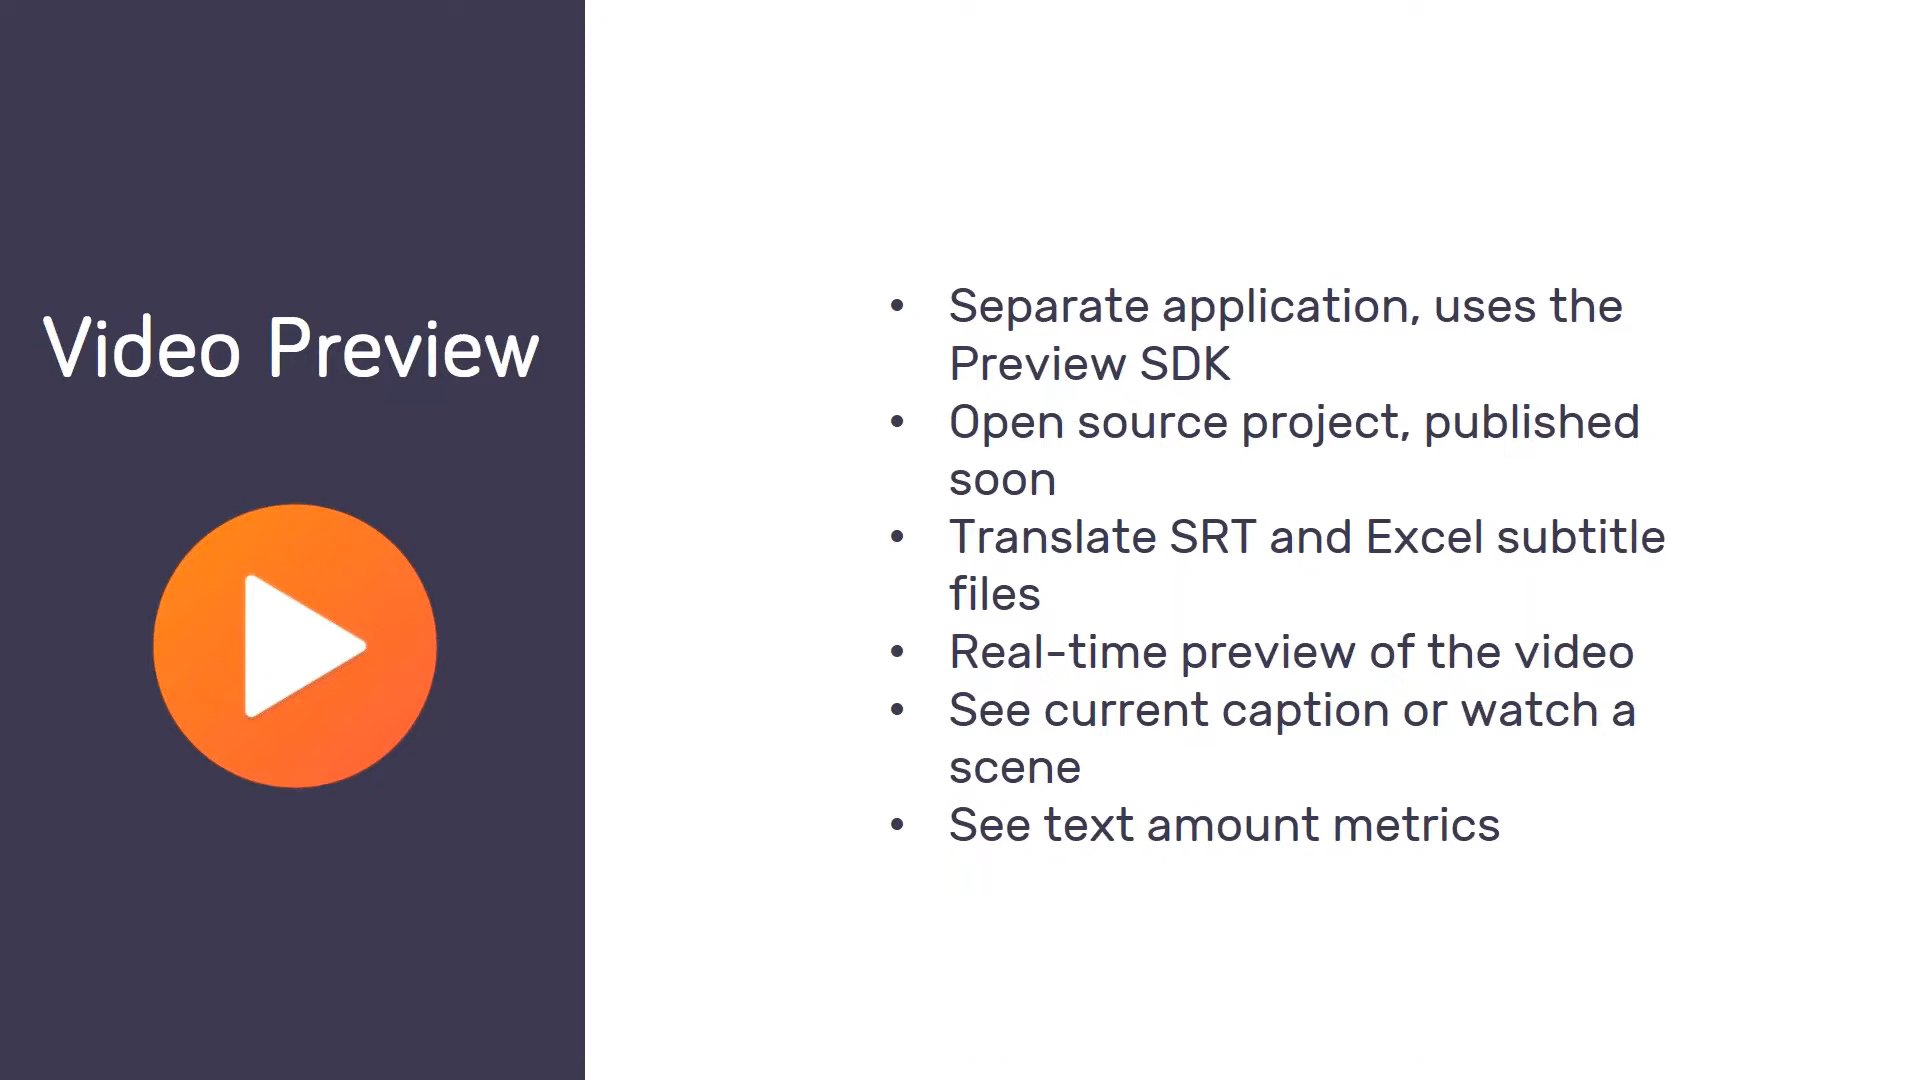 Video Preview
• Separate application, uses the
Preview SDK
• Open source project, published
soon
• Translate SRT and Excel subtitle
files
• Real-time preview of the video
• See current caption or watch a
scene
• See text amount metrics